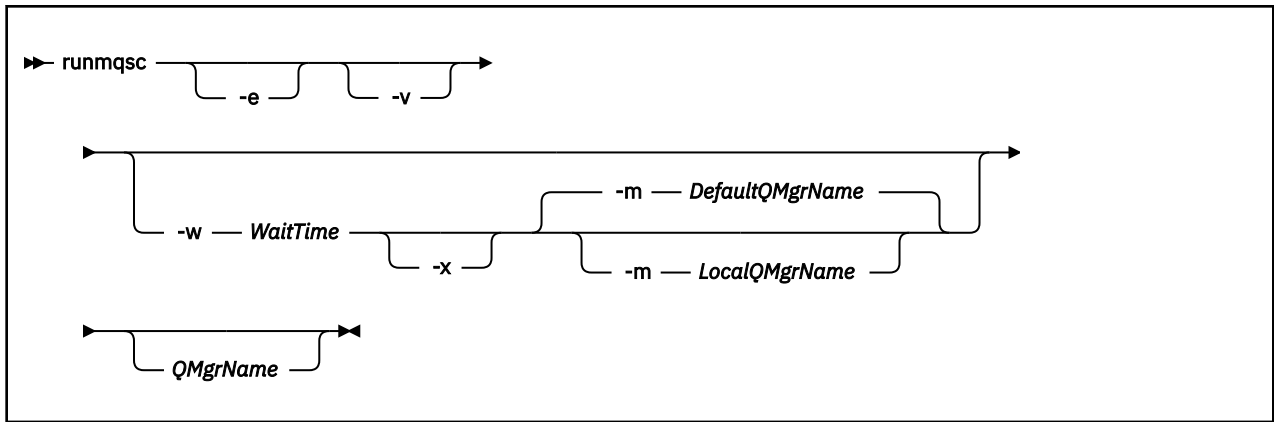 runmqsc
-e
-v
-m DefaultQMgrName
-w WaitTime
-x
-m LocalQMgrName
QMgrName